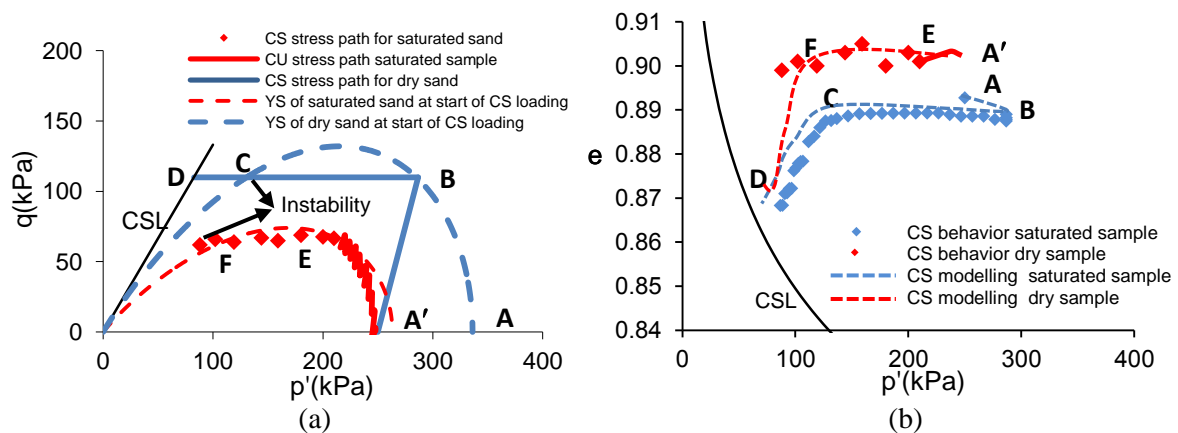 CS stress path for saturated sand
CU stress path saturated sample
CS stress path for dry sand
YS of saturated sand at start of CS loading
YS of dry sand at start of CS loading
q(kPa)
200
150
100
50
0
D
C
B
CSL
Instability
F
E
A′
A
0
100
200
300
400
p'(kPa)
(a)
e
0.91
0.90
0.89
0.88
0.87
0.86
0.85
0.84
F
E
A′
A
C
B
D
CS behavior saturated sample
CS behavior dry sample
CS modelling saturated sample
CS modelling dry sample
CSL
0
100
200
300
400
p'(kPa)
(b)